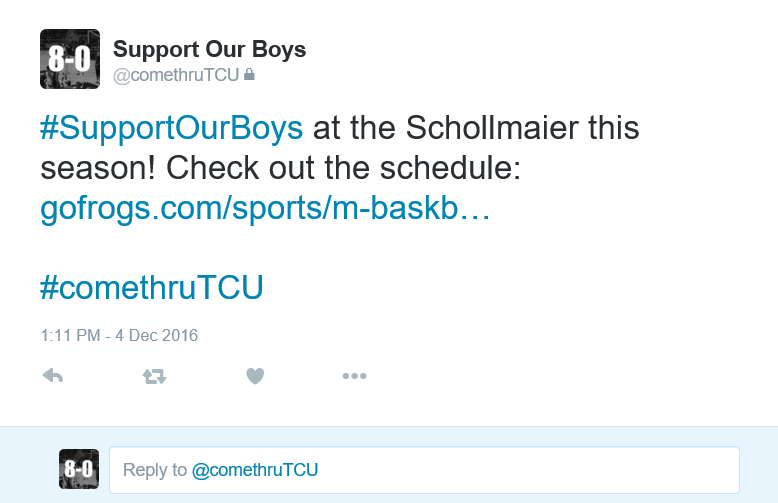 8-0
Support Our Boys
@comethruTCU
#SupportOurBoys at the Schollmaier this
season! Check out the schedule:
gofrogs.com/sports/m-baskb…
#comethruTCU
1:11 PM - 4 Dec 2016
8-0
Reply to @comethruTCU